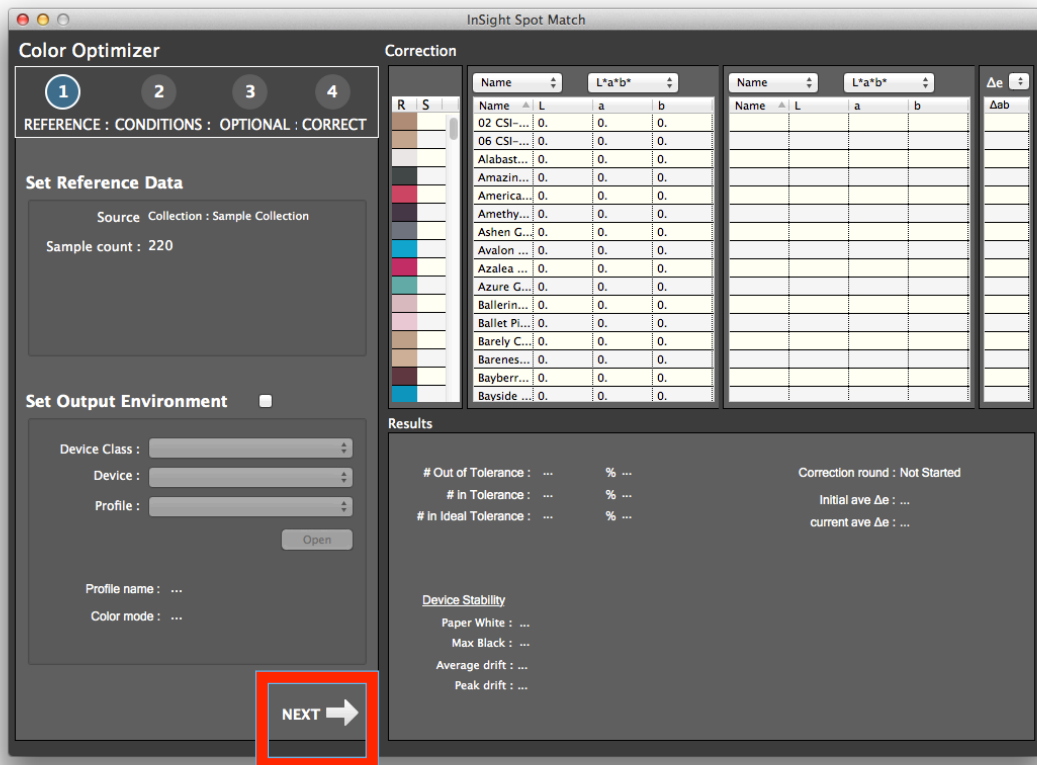 InSight Spot Match
Color Optimizer
1 2 3 4
REFERENCE : CONDITIONS : OPTIONAL : CORRECT
Set Reference Data
Source Collection : Sample Collection
Sample count : 220
Set Output Environment
Device Class :
Device :
Profile :
Open
Profile name : ...
Color mode : ...
NEXT
Correction
Name L*a*b* Name L*a*b* Δe
R S Name L a b Name L a b Δab
02 CSI-... 0. 0. 0.
06 CSI-... 0. 0. 0.
Alabast... 0. 0. 0.
Amazin... 0. 0. 0.
America... 0. 0. 0.
Amethy... 0. 0. 0.
Ashen G... 0. 0. 0.
Avalon ... 0. 0. 0.
Azalea ... 0. 0. 0.
Azure G... 0. 0. 0.
Ballerin... 0. 0. 0.
Ballet Pi... 0. 0. 0.
Barely C... 0. 0. 0.
Barenes... 0. 0. 0.
Bayberr... 0. 0. 0.
Bayside ... 0. 0. 0.
Results
# Out of Tolerance : ... % ...
# in Tolerance : ... % ...
# in Ideal Tolerance : ... % ...
Correction round : Not Started
Initial ave Δe : ...
current ave Δe : ...
Device Stability
Paper White : ...
Max Black : ...
Average drift : ...
Peak drift : ...